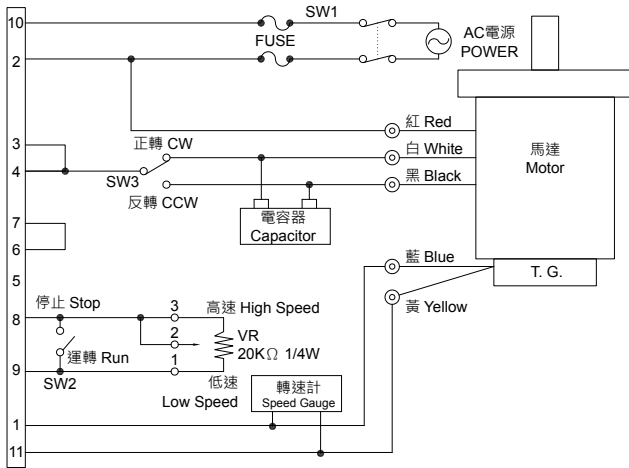 10
SW1
FUSE
AC電源
POWER
2
紅 Red
正轉 CW
白 White
3
4
SW3
反轉 CCW
黑 Black
馬達
Motor
電容器
Capacitor
7
6
藍 Blue
T. G.
5
黃 Yellow
停止 Stop
3
高速 High Speed
8
2
VR
20KΩ 1/4W
運轉 Run
1
9
SW2
低速
Low Speed
轉速計
Speed Gauge
1
11